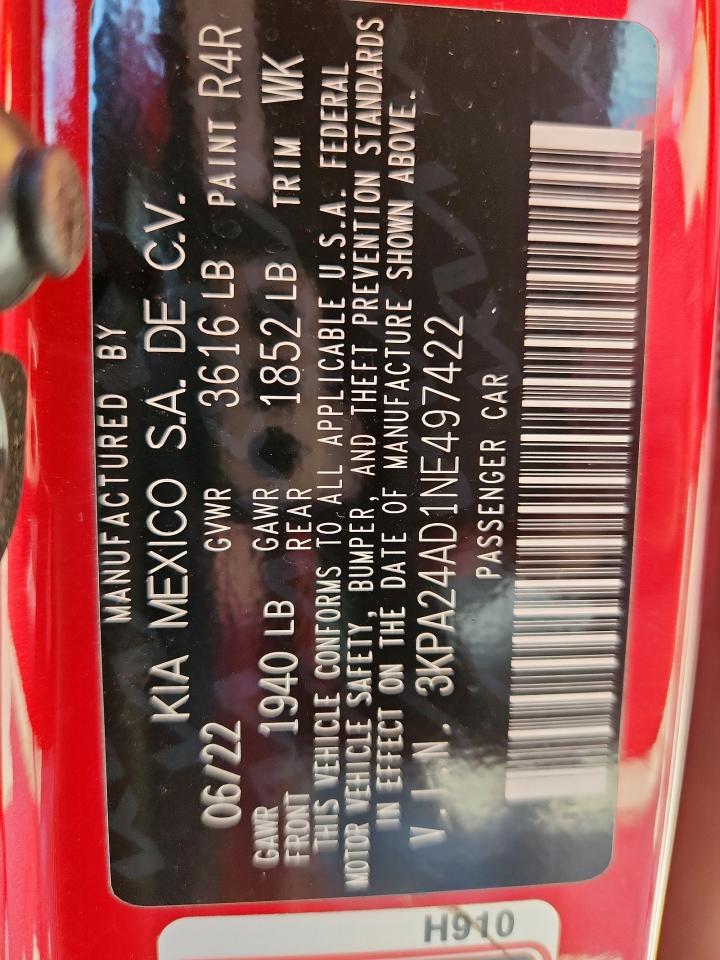 MANUFACTURED BY
KIA MEXICO S.A. DE C.V.
06/22 GVWR 3616 LB PAINT R4R
GAWR FRONT 1940 LB GAWR REAR 1852 LB TRIM WK
THIS VEHICLE CONFORMS TO ALL APPLICABLE U.S.A. FEDERAL
MOTOR VEHICLE SAFETY, BUMPER, AND THEFT PREVENTION STANDARDS
IN EFFECT ON THE DATE OF MANUFACTURE SHOWN ABOVE.
V.I.N. 3KPA24AD1NE497422
PASSENGER CAR
H910